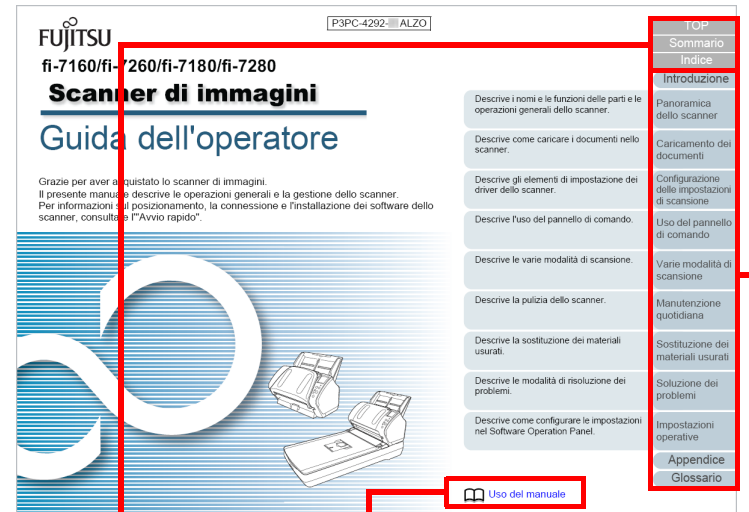 FUJITSU
P3PC-4292- ALZO
fi-7160/fi-7260/fi-7180/fi-7280
Scanner di immagini
Guida dell'operatore
Grazie per aver acquistato lo scanner di immagini.
Il presente manuale descrive le operazioni generali e la gestione dello scanner.
Per informazioni sul posizionamento, la connessione e l'installazione dei software dello
scanner, consultare l'"Avvio rapido".
TOP
Sommario
Indice
Introduzione
Descrive i nomi e le funzioni delle parti e le
operazioni generali dello scanner.
Panoramica
dello scanner
Descrive come caricare i documenti nello
scanner.
Caricamento dei
documenti
Descrive gli elementi di impostazione dei
driver dello scanner.
Configurazione
delle impostazioni
di scansione
Descrive l'uso del pannello di comando.
Uso del pannello
di comando
Descrive le varie modalità di scansione.
Varie modalità di
scansione
Descrive la pulizia dello scanner.
Manutenzione
quotidiana
Descrive la sostituzione dei materiali
usurati.
Sostituzione dei
materiali usurati
Descrive le modalità di risoluzione dei
problemi.
Soluzione dei
problemi
Descrive come configurare le impostazioni
nel Software Operation Panel.
Impostazioni
operative
Appendice
Glossario
Uso del manuale